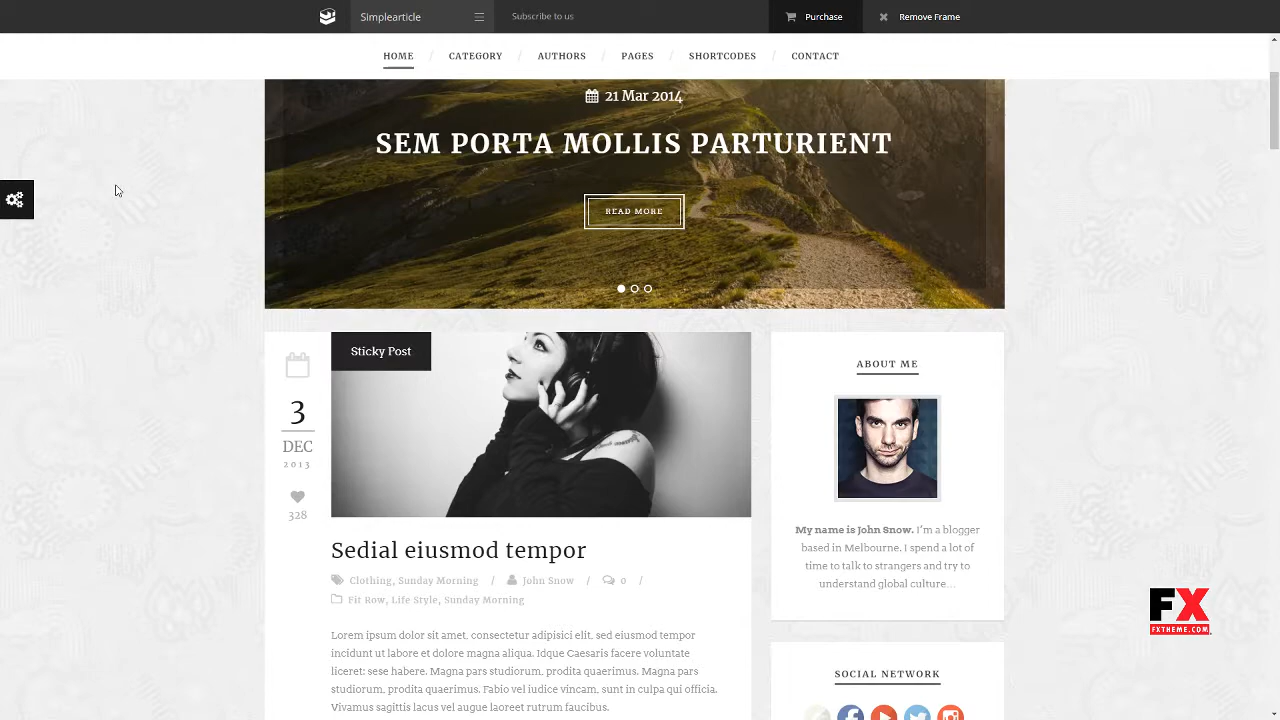 Simplearticle
Subscribe to us
Purchase
Remove Frame
HOME / CATEGORY / AUTHORS / PAGES / SHORTCODES / CONTACT
21 Mar 2014
SEM PORTA MOLLIS PARTURIENT
READ MORE
Sticky Post
3
DEC
2013
328
Sedial eiusmod tempor
Clothing, Sunday Morning / John Snow / 0 /
Fit Row, Life Style, Sunday Morning
Lorem ipsum dolor sit amet, consectetur adipisici elit, sed eiusmod tempor
incidunt ut labore et dolore magna aliqua. Idque Caesaris facere voluntate
liceret: sese habere. Magna pars studiorum, prodita quaerimus. Magna pars
studiorum, prodita quaerimus. Fabio vel iudice vincam, sunt in culpa qui officia.
Vivamus sagittis lacus vel augue laoreet rutrum faucibus.
ABOUT ME
My name is John Snow. I'm a blogger
based in Melbourne. I spend a lot of
time to talk to strangers and try to
understand global culture...
SOCIAL NETWORK
FX
FXTHEME.COM